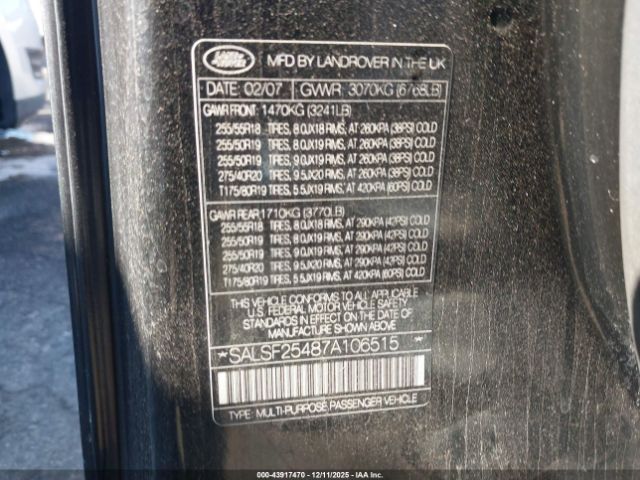 LAND ROVER
MFD BY LANDROVER IN THE UK
DATE: 02/07 GVWR 3070KG (6768LB)
GAWR FRONT: 1470KG (3241LB)
255/55R18 TIRES, 8.0JX18 RIMS, AT 260KPA (38PSI) COLD
255/50R19 TIRES, 8.0JX19 RIMS, AT 260KPA (38PSI) COLD
255/50R19 TIRES, 9.0JX19 RIMS, AT 260KPA (38PSI) COLD
275/40R20 TIRES, 9.5JX20 RIMS, AT 260KPA (38PSI) COLD
T175/80R19 TIRES, 5.5JX19 RIMS, AT 420KPA (60PSI) COLD
GAWR REAR 1710KG (3770LB)
255/55R18 TIRES, 8.0JX18 RIMS, AT 290KPA (42PSI) COLD
255/50R19 TIRES, 8.0JX19 RIMS, AT 290KPA (42PSI) COLD
255/50R19 TIRES, 9.0JX19 RIMS, AT 290KPA (42PSI) COLD
275/40R20 TIRES, 9.5JX20 RIMS, AT 290KPA (42PSI) COLD
T175/80R19 TIRES, 5.5JX19 RIMS, AT 420KPA (60PSI) COLD
THIS VEHICLE CONFORMS TO ALL APPLICABLE
U.S. FEDERAL MOTOR VEHICLE SAFETY
STANDARDS IN EFFECT ON THE DATE OF
MANUFACTURE SHOWN ABOVE
*SALSF25487A106515*
TYPE: MULTI-PURPOSE PASSENGER VEHICLE
000-43917470 - 12/11/2025 - IAAI.COM